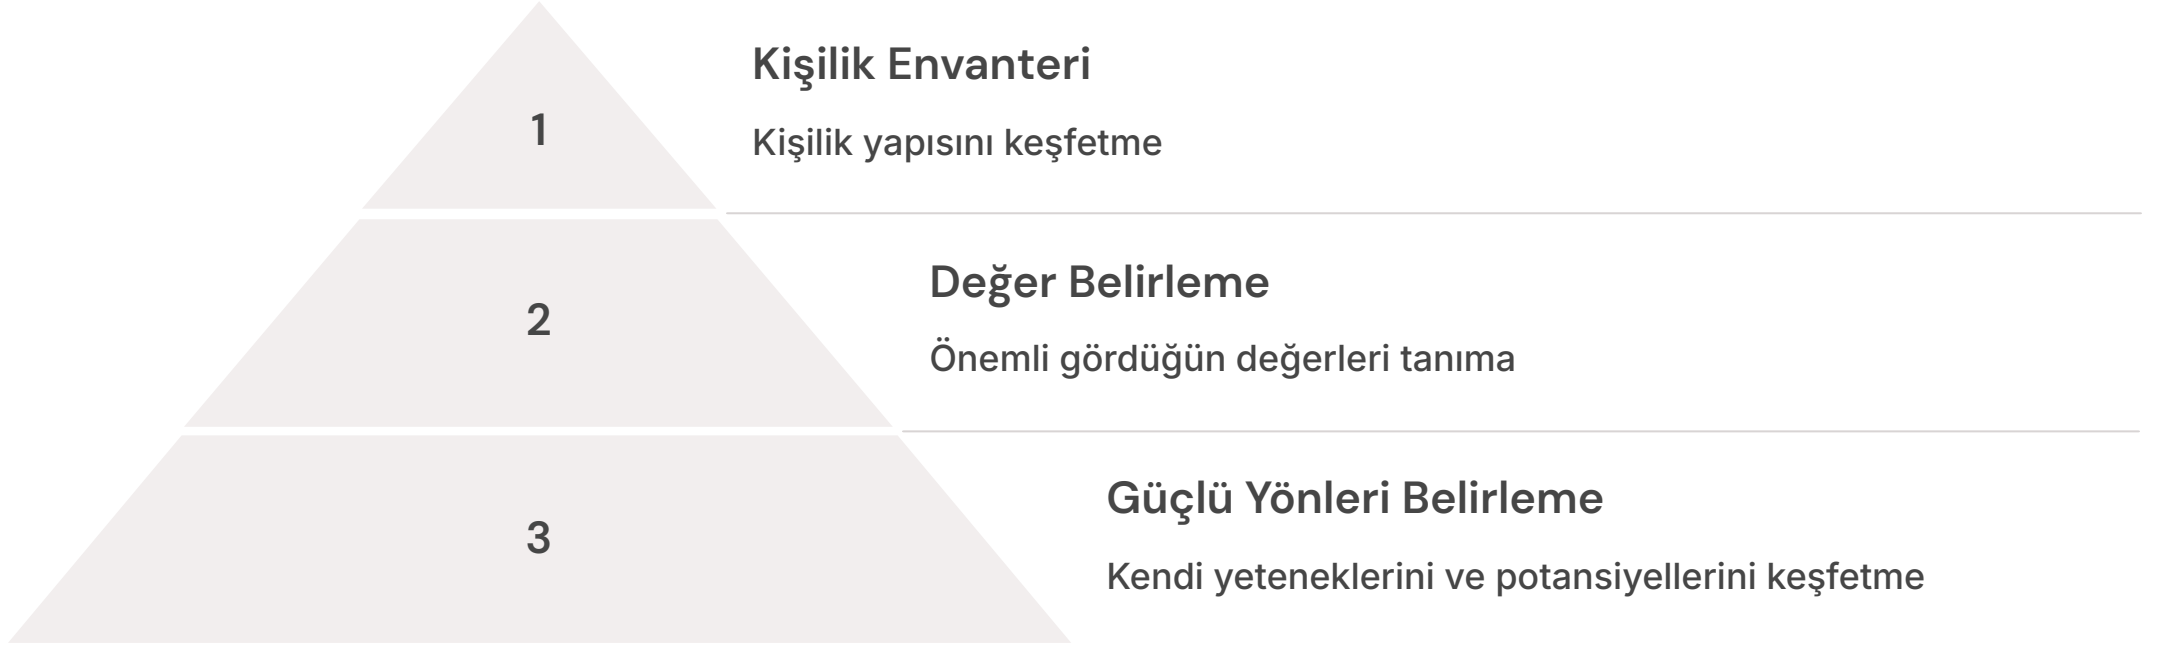 1
Kişilik Envanteri
Kişilik yapısını keşfetme
2
Değer Belirleme
Önemli gördüğün değerleri tanıma
3
Güçlü Yönleri Belirleme
Kendi yeteneklerini ve potansiyellerini keşfetme